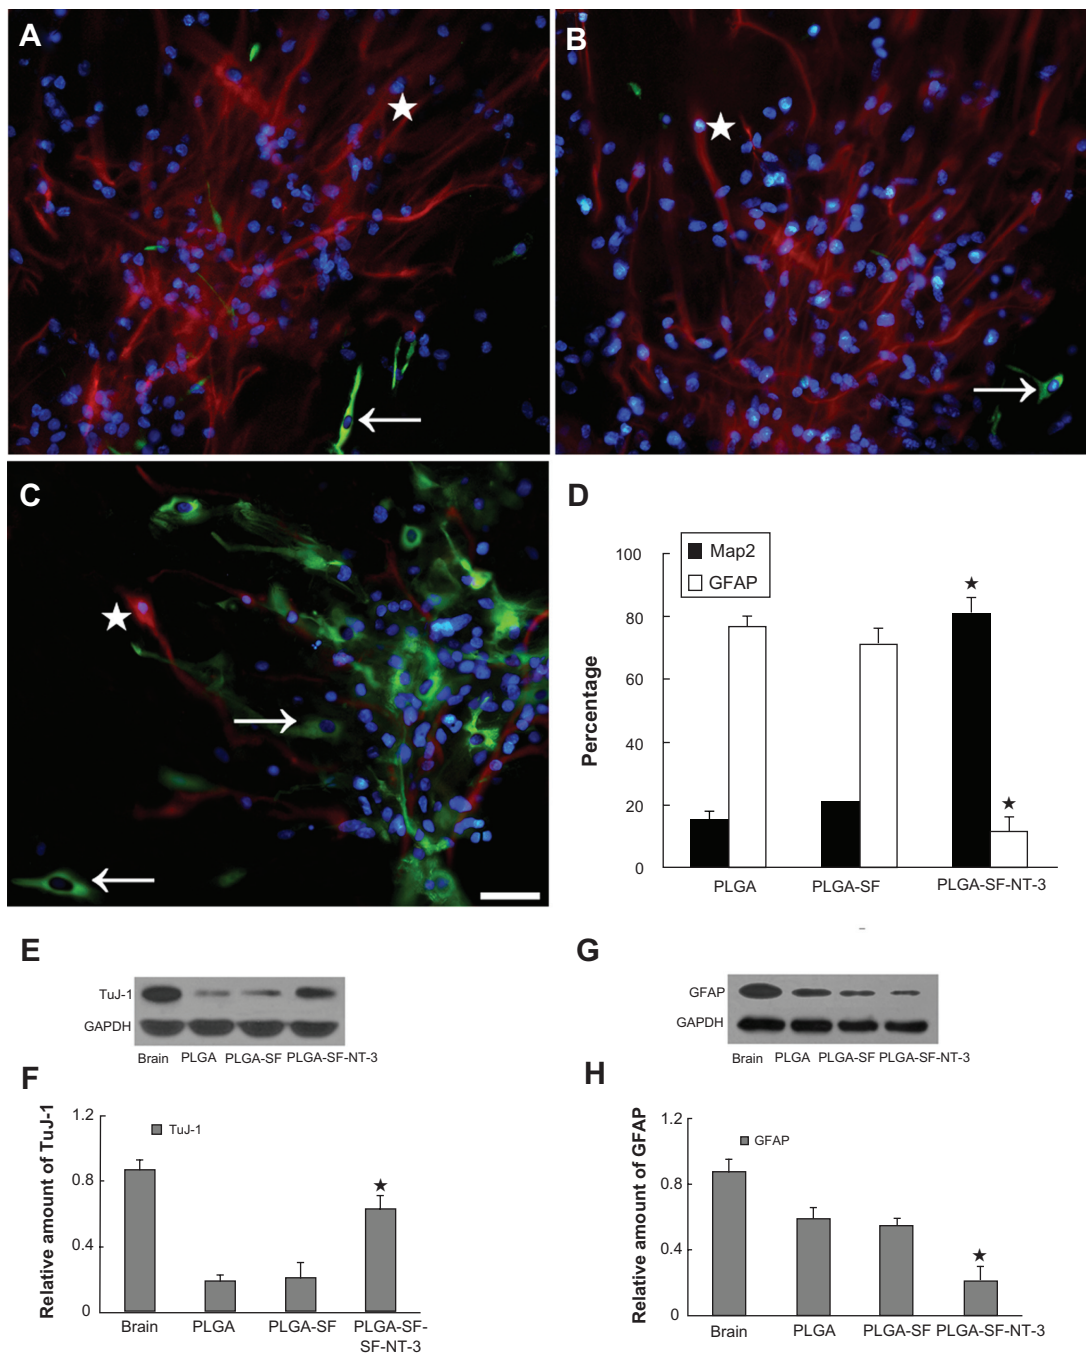 A
B
C
D
Map2
GFAP
100
80
60
40
20
0
Percentage
PLGA
PLGA-SF
PLGA-SF-NT-3
E
TuJ-1
GAPDH
Brain PLGA PLGA-SF PLGA-SF-NT-3
G
GFAP
GAPDH
Brain PLGA PLGA-SF PLGA-SF-NT-3
F
TuJ-1
1.2
0.8
0.4
0
Relative amount of TuJ-1
Brain PLGA PLGA-SF PLGA-SF-
SF-NT-3
H
GFAP
1.2
0.8
0.4
0
Relative amount of GFAP
Brain PLGA PLGA-SF PLGA-SF-NT-3